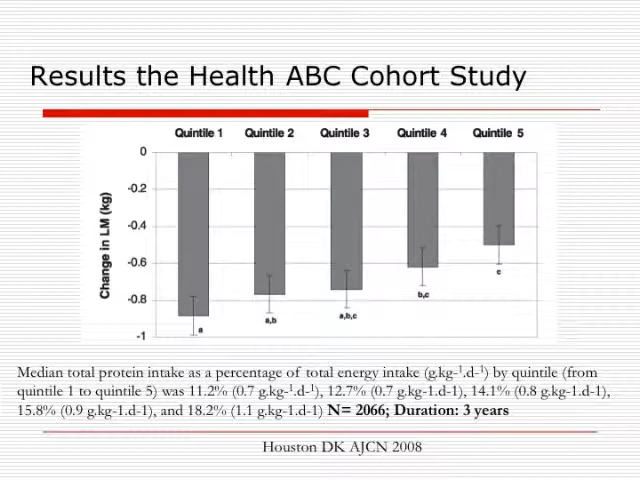 Results the Health ABC Cohort Study
Quintile 1 Quintile 2 Quintile 3 Quintile 4 Quintile 5
Change in LM (kg)
0
-0.2
-0.4
-0.6
-0.8
-1
a
a,b
a,b,c
b,c
c
Median total protein intake as a percentage of total energy intake (g.kg-1.d-1) by quintile (from
quintile 1 to quintile 5) was 11.2% (0.7 g.kg-1.d-1), 12.7% (0.7 g.kg-1.d-1), 14.1% (0.8 g.kg-1.d-1),
15.8% (0.9 g.kg-1.d-1), and 18.2% (1.1 g.kg-1.d-1) N= 2066; Duration: 3 years
Houston DK AJCN 2008